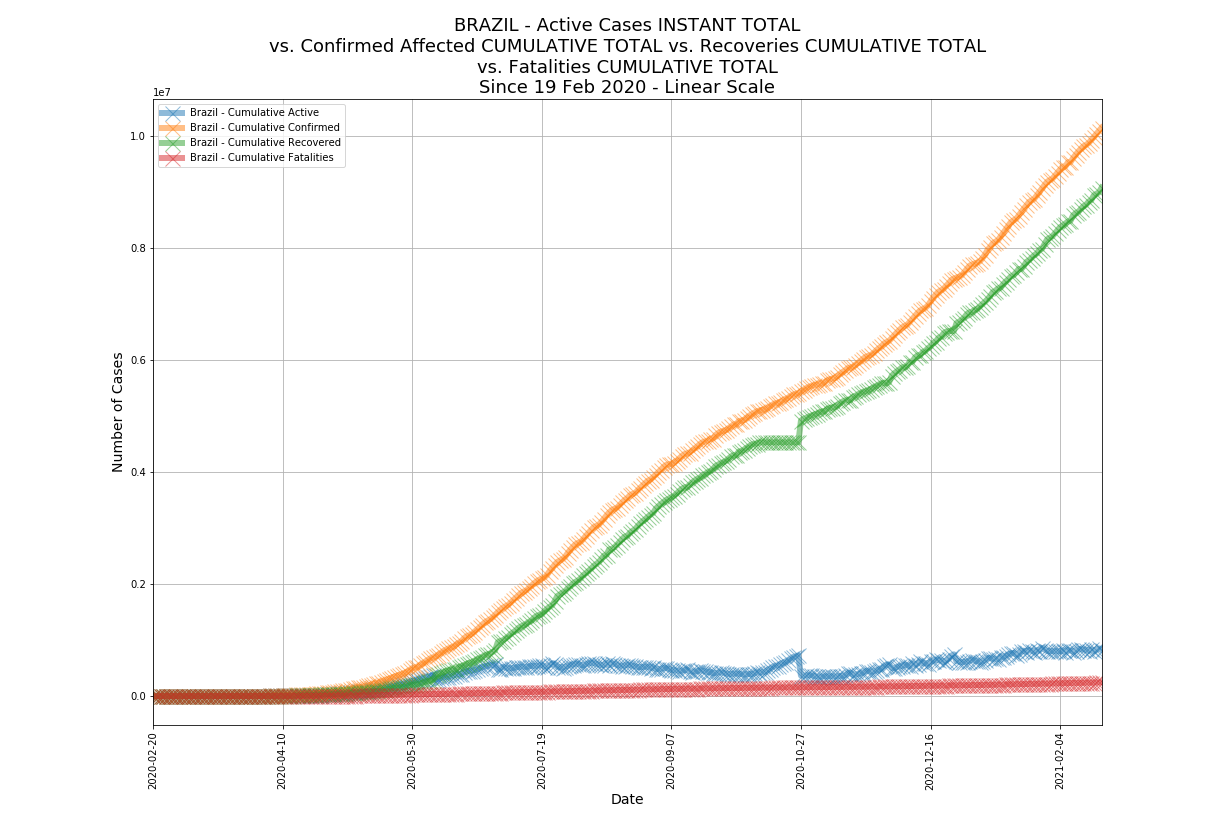 BRAZIL - Active Cases INSTANT TOTAL
vs. Confirmed Affected CUMULATIVE TOTAL vs. Recoveries CUMULATIVE TOTAL
vs. Fatalities CUMULATIVE TOTAL
Since 19 Feb 2020 - Linear Scale
1e7
Brazil - Cumulative Active
Brazil - Cumulative Confirmed
Brazil - Cumulative Recovered
Brazil - Cumulative Fatalities
1.0
0.8
0.6
0.4
0.2
0.0
Number of Cases
2020-02-20
2020-04-10
2020-05-30
2020-07-19
2020-09-07
2020-10-27
2020-12-16
2021-02-04
Date